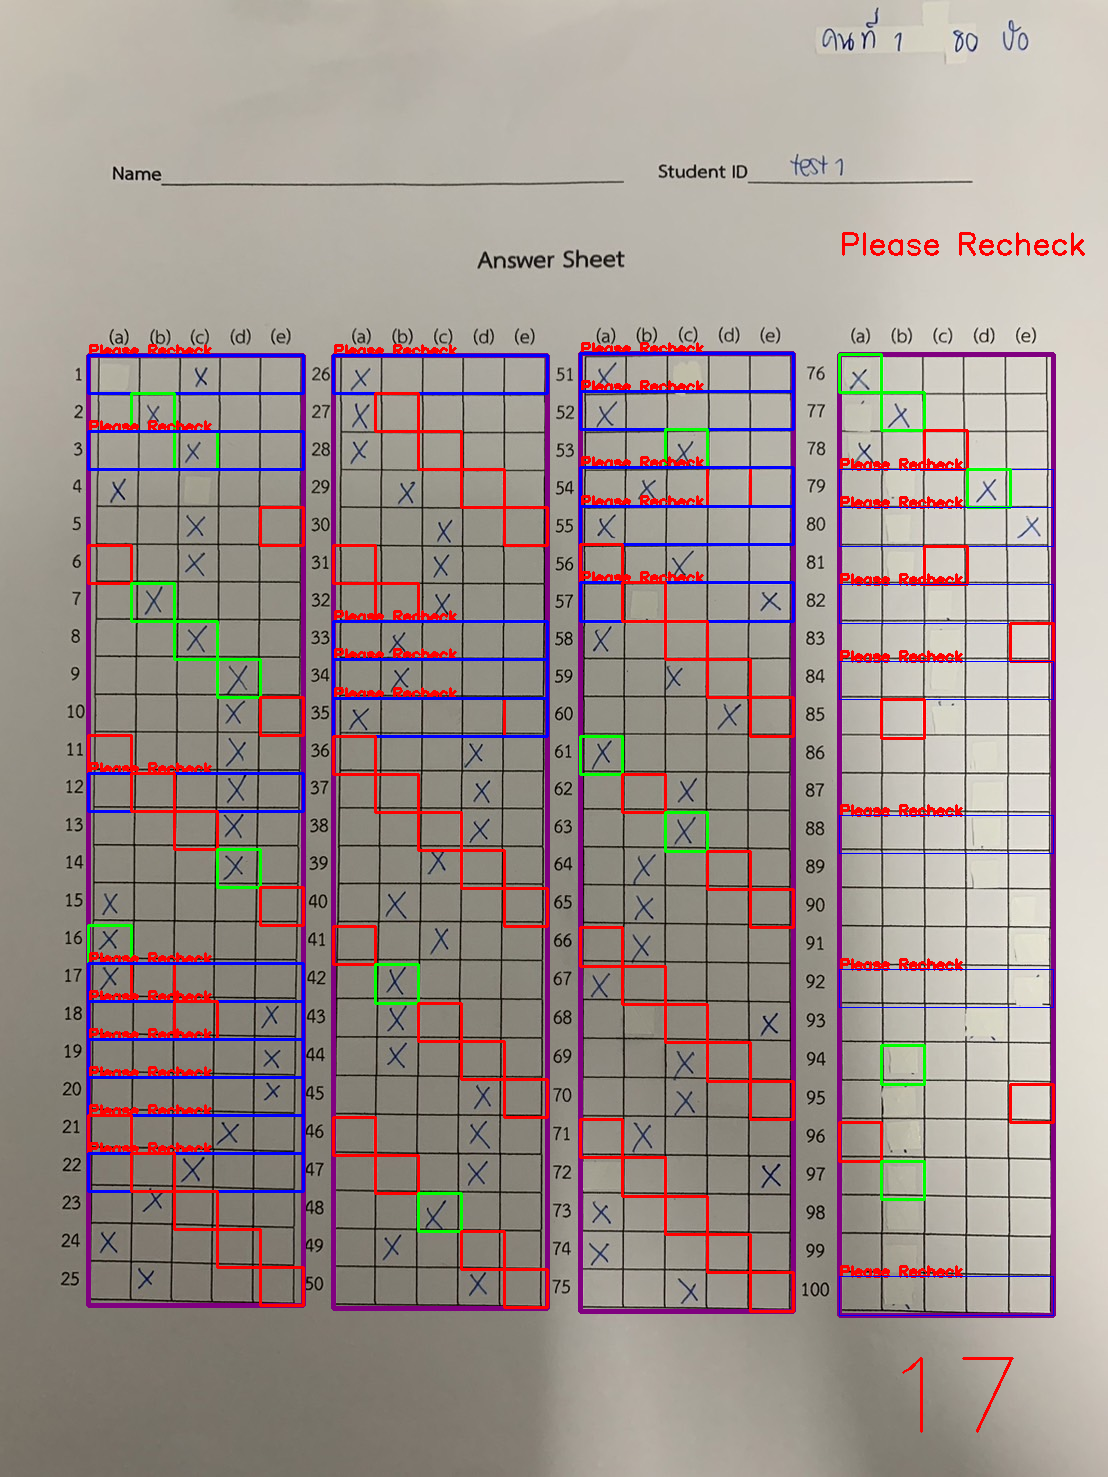 คนที่ 1 80 ข้อ
Name Student ID test 1
Please Recheck
Answer Sheet
(a) (b) (c) (d) (e) (a) (b) (c) (d) (e) (a) (b) (c) (d) (e) (a) (b) (c) (d) (e)
Please Recheck Please Recheck Please Recheck
1 26 51 76
Please Recheck
2 27 52 77
Please Recheck
3 28 53 78
Please Recheck Please Recheck
4 29 54 79
Please Recheck Please Recheck
5 30 55 80
6 31 56 81
Please Recheck Please Recheck
7 32 57 82
Please Recheck
8 33 58 83
Please Recheck Please Recheck
9 34 59 84
Please Recheck
10 35 60 85
11 36 61 86
Please Recheck
12 37 62 87
Please Recheck
13 38 63 88
14 39 64 89
15 40 65 90
16 41 66 91
Please Recheck Please Recheck
17 42 67 92
Please Recheck
18 43 68 93
Please Recheck
19 44 69 94
Please Recheck
20 45 70 95
Please Recheck
21 46 71 96
Please Recheck
22 47 72 97
23 48 73 98
24 49 74 99
Please Recheck
25 50 75 100
17